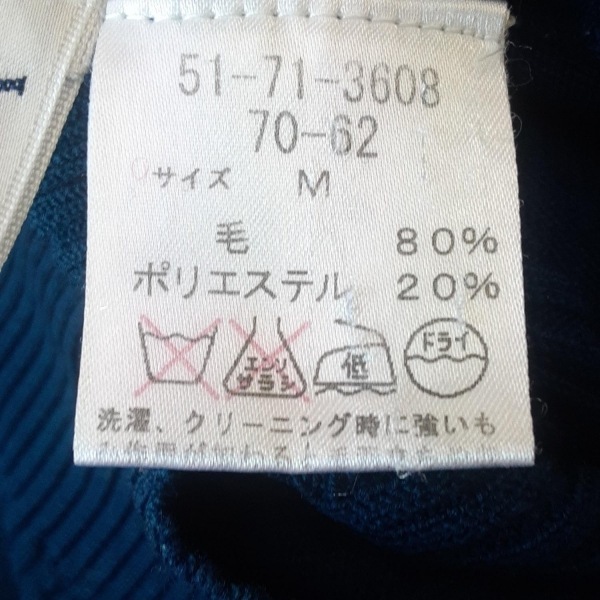 51-71-3608
70-62
サイズ M
毛 80%
ポリエステル 20%
エンソ
サラシ
低
ドライ
洗濯、クリーニング時に強いも